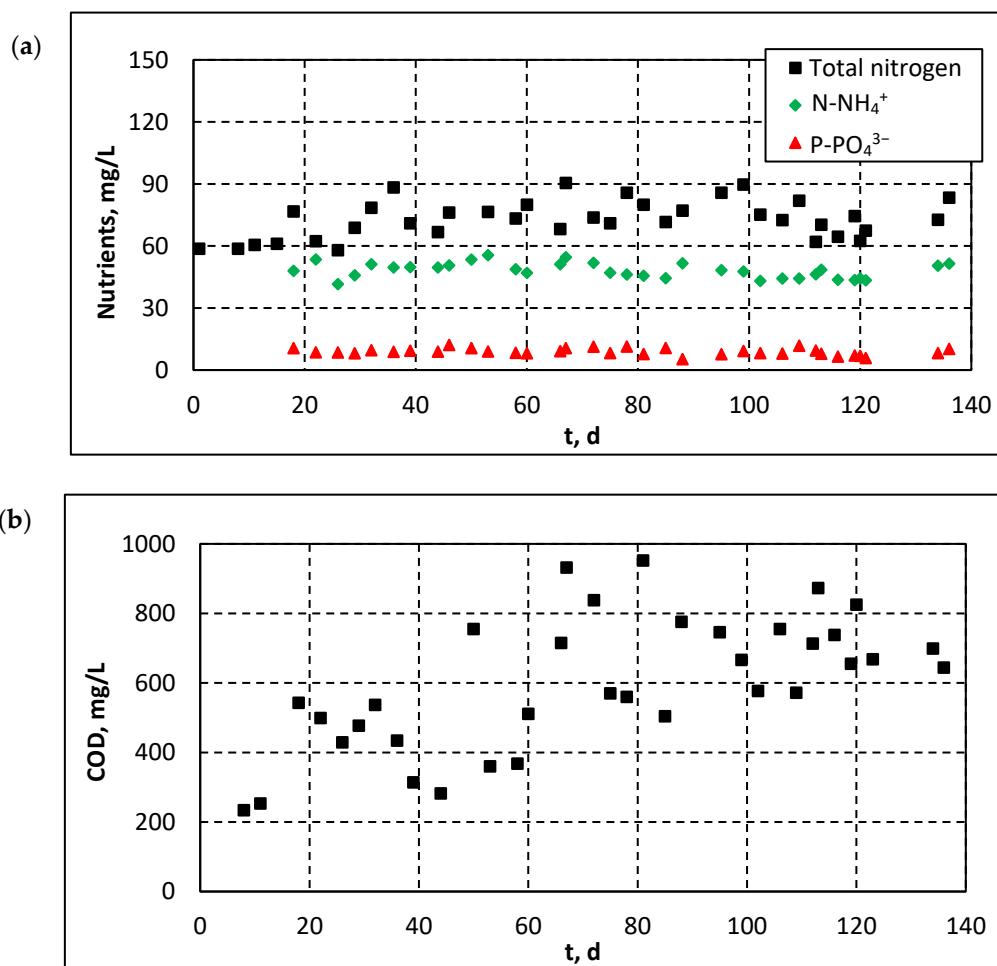 (a)
150
120
90
60
30
0
Nutrients, mg/L
Total nitrogen
N-NH₄⁺
P-PO₄³⁻
0 20 40 60 80 100 120 140
t, d
(b)
1000
800
600
400
200
0
COD, mg/L
0 20 40 60 80 100 120 140
t, d